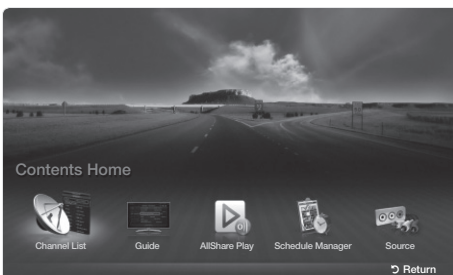 Contents Home
Channel List Guide AllShare Play Schedule Manager Source
Return